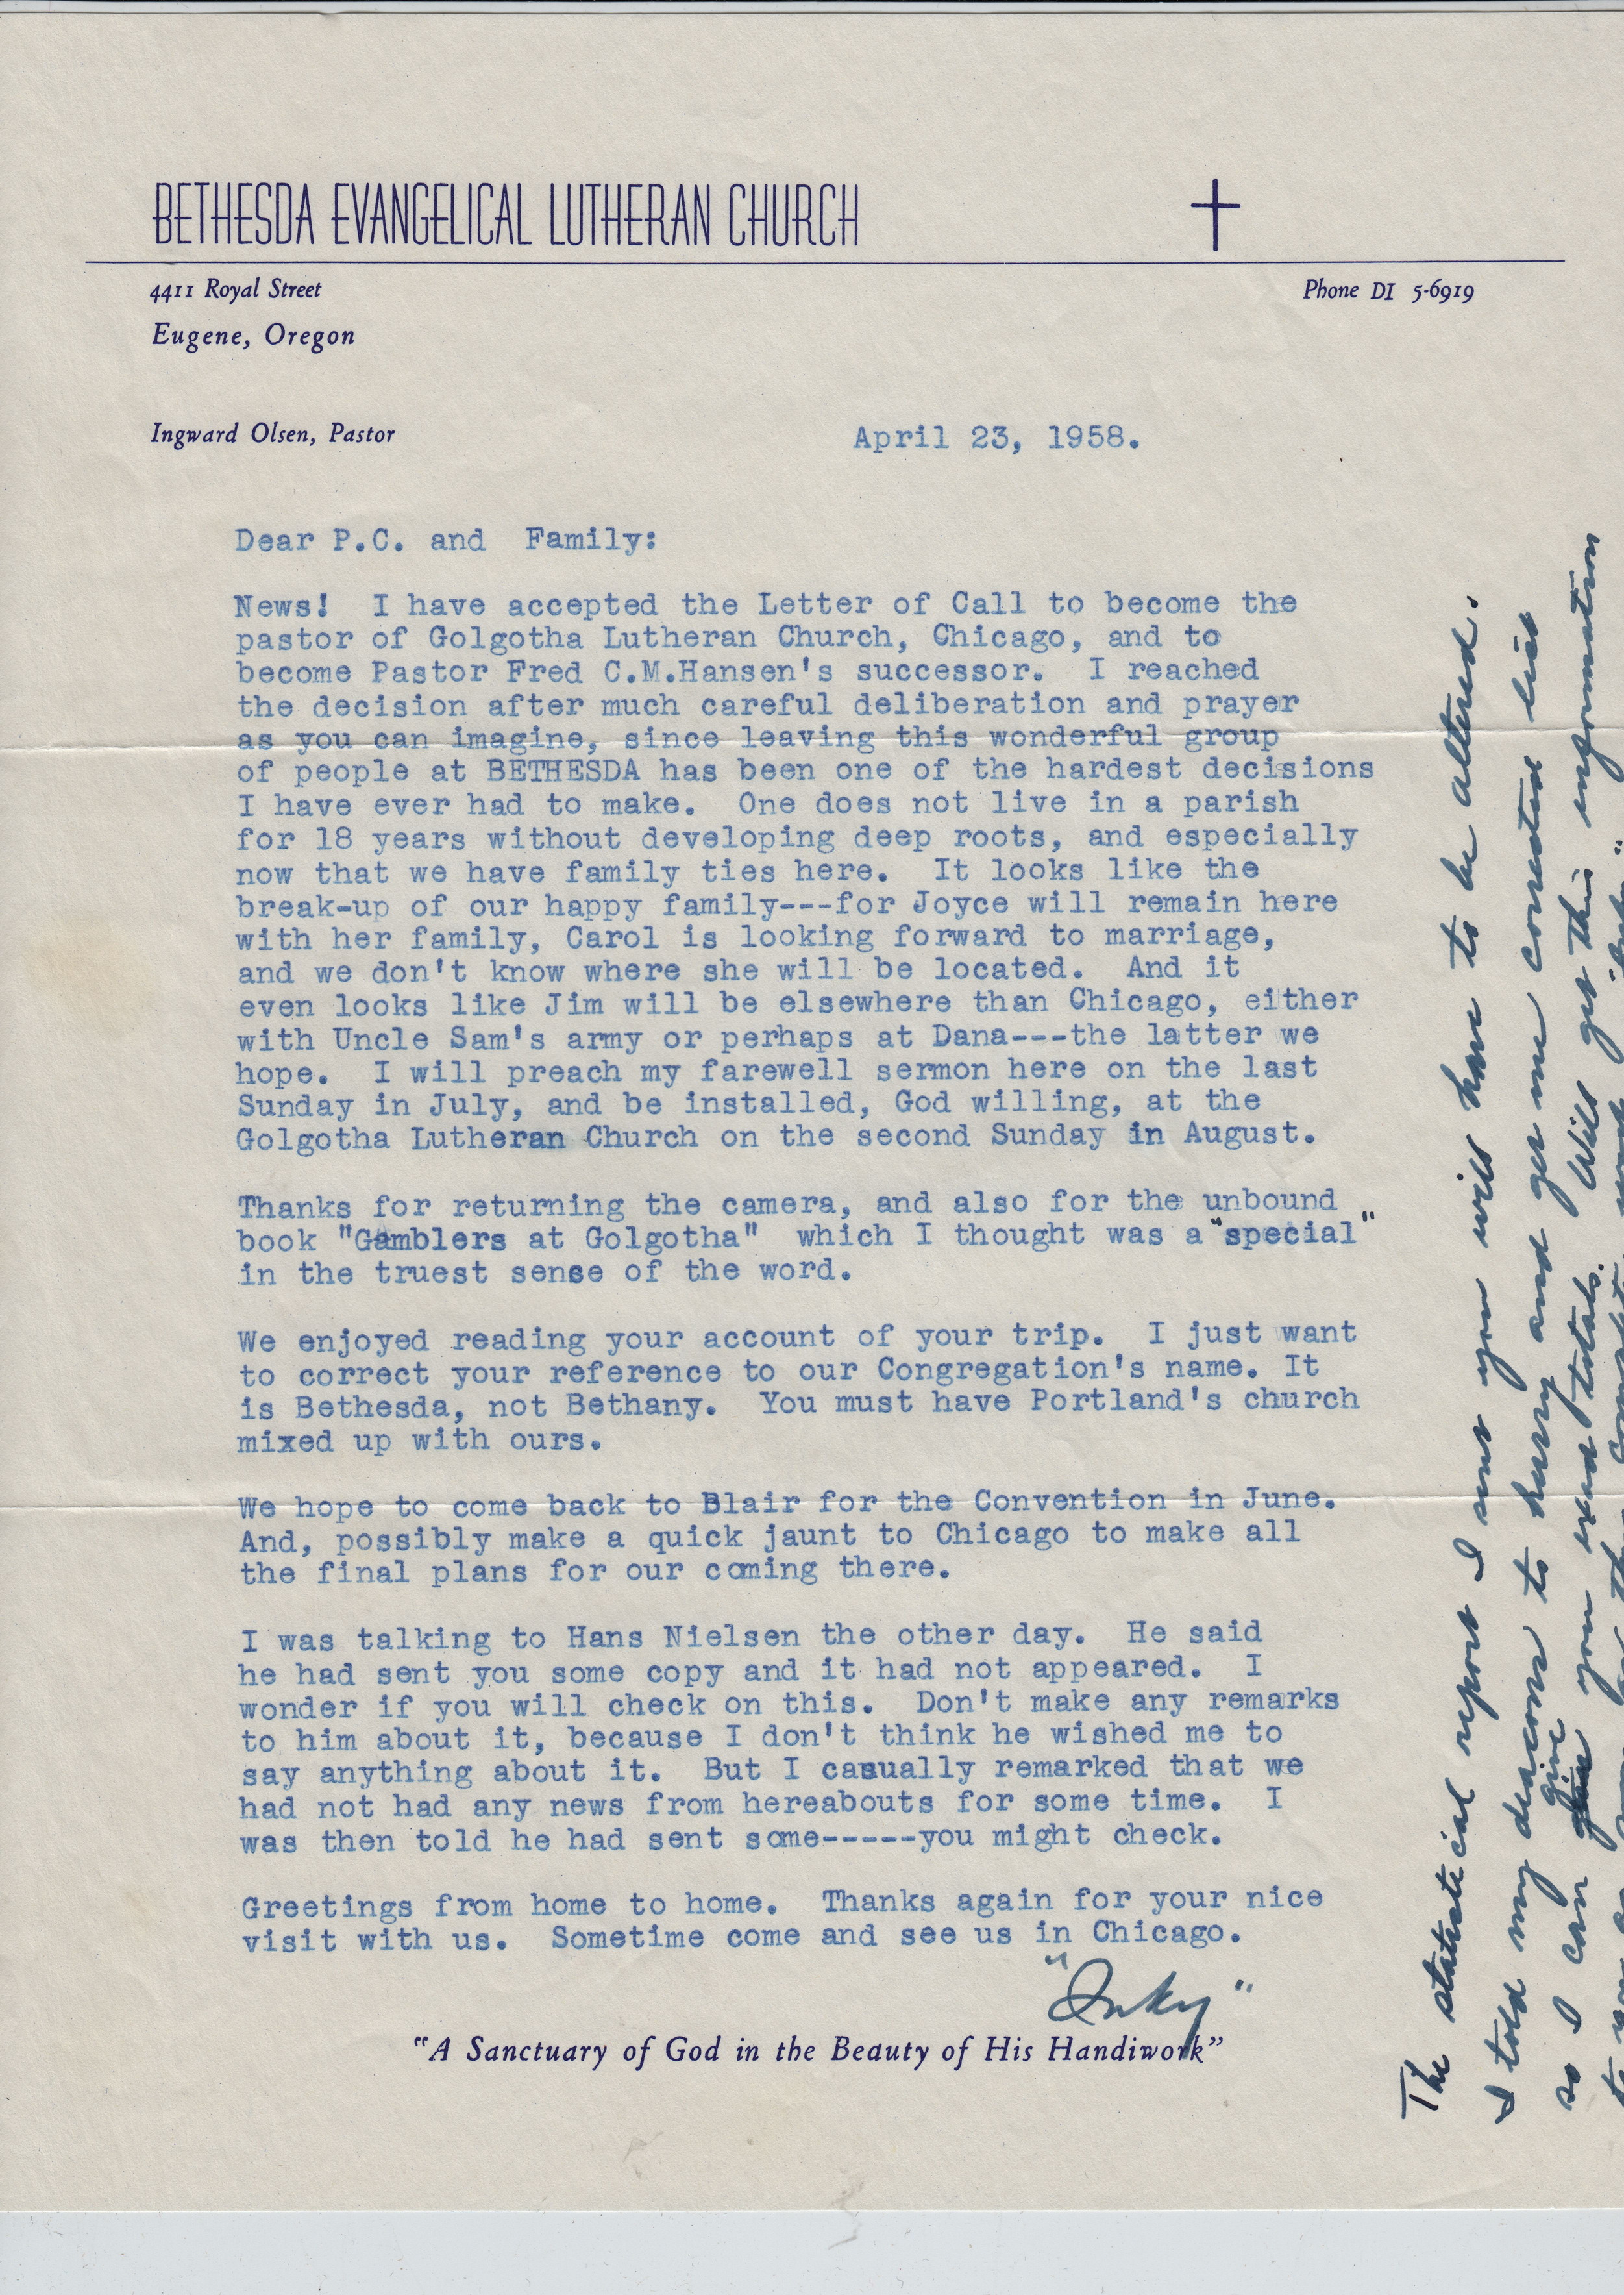 BETHESDA EVANGELICAL LUTHERAN CHURCH
4411 Royal Street
Phone DI 5-6919
Eugene, Oregon
Ingward Olsen, Pastor
April 23, 1958.
Dear P.C. and Family:
News! I have accepted the Letter of Call to become the
pastor of Golgotha Lutheran Church, Chicago, and to
become Pastor Fred C.M.Hansen's successor. I reached
the decision after much careful deliberation and prayer
as you can imagine, since leaving this wonderful group
of people at BETHESDA has been one of the hardest decisions
I have ever had to make. One does not live in a parish
for 18 years without developing deep roots, and especially
now that we have family ties here. It looks like the
break-up of our happy family---for Joyce will remain here
with her family, Carol is looking forward to marriage,
and we don't know where she will be located. And it
even looks like Jim will be elsewhere than Chicago, either
with Uncle Sam's army or perhaps at Dana---the latter we
hope. I will preach my farewell sermon here on the last
Sunday in July, and be installed, God willing, at the
Golgotha Lutheran Church on the second Sunday in August.
Thanks for returning the camera, and also for the unbound
book "Gamblers at Golgotha" which I thought was a "special"
in the truest sense of the word.
We enjoyed reading your account of your trip. I just want
to correct your reference to our Congregation's name. It
is Bethesda, not Bethany. You must have Portland's church
mixed up with ours.
We hope to come back to Blair for the Convention in June.
And, possibly make a quick jaunt to Chicago to make all
the final plans for our coming there.
I was talking to Hans Nielsen the other day. He said
he had sent you some copy and it had not appeared. I
wonder if you will check on this. Don't make any remarks
to him about it, because I don't think he wished me to
say anything about it. But I casually remarked that we
had not had any news from hereabouts for some time. I
was then told he had sent some-----you might check.
Greetings from home to home. Thanks again for your nice
visit with us. Sometime come and see us in Chicago.
"Inky"
"A Sanctuary of God in the Beauty of His Handiwork"
The statistical report I sent you will have to be altered.
I told my deacons to hurry and get me corrected list
so I can give you exact totals. Will get this information
to you